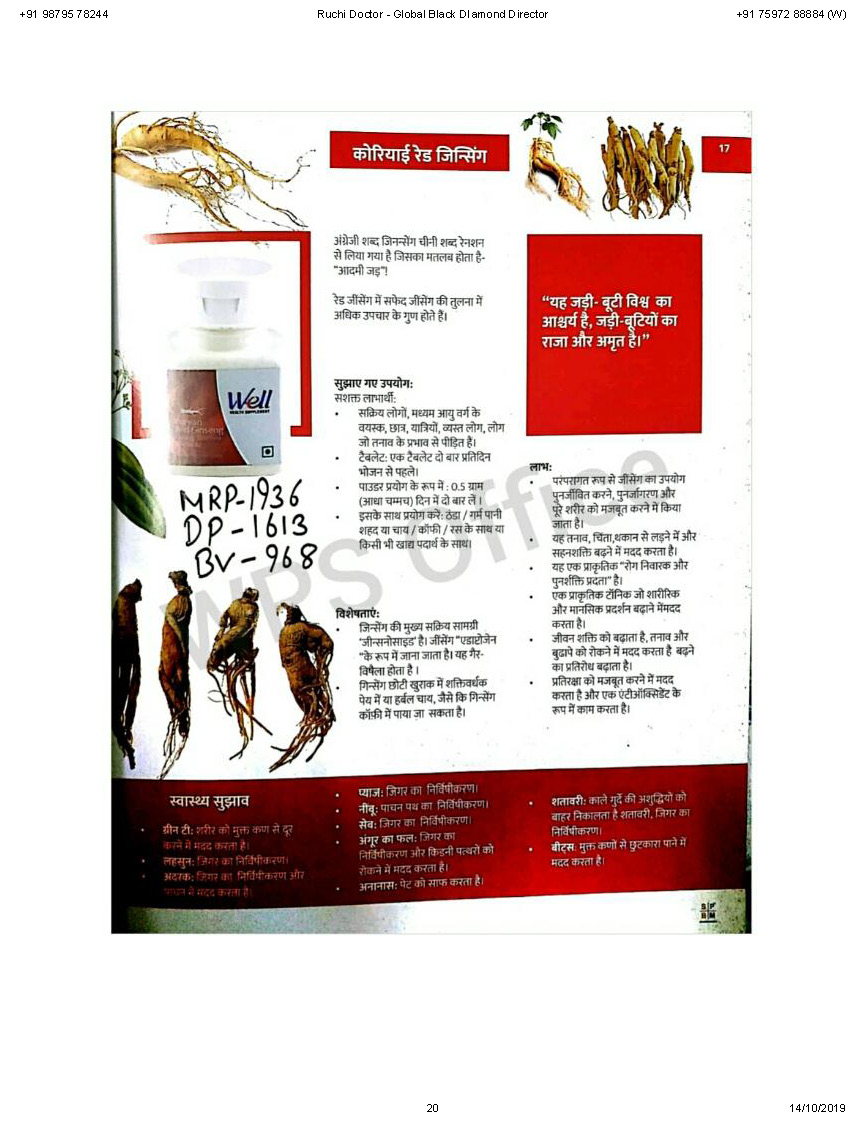 +91 98795 78244
Ruchi Doctor - Global Black DIamond Director
+91 75972 88884 (W)
कोरियाई रेड जिन्सिंग
17
अंग्रेजी शब्द जिनन्सेंग चीनी शब्द रेनशन
से लिया गया है जिसका मतलब होता है-
"आदमी जड़"!
रेड जींसेंग में सफेद जींसेंग की तुलना में
अधिक उपचार के गुण होते हैं।
Well
HEALTH SUPPLEMENT
MRP-1936
DP-1613
BV-968
सुझाए गए उपयोग:
सशक्त लाभार्थी:
• सक्रिय लोगों, मध्यम आयु वर्ग के
वयस्क, छात्र, यात्रियों, व्यस्त लोग, लोग
जो तनाव के प्रभाव से पीड़ित हैं।
• टैबलेट: एक टैबलेट दो बार प्रतिदिन
भोजन से पहले।
• पाउडर प्रयोग के रूप में : 0.5 ग्राम
(आधा चम्मच) दिन में दो बार लें ।
• इसके साथ प्रयोग करे: ठंडा / गर्म पानी
शहद या चाय / कॉफी / रस के साथ या
किसी भी खाद्य पदार्थ के साथ।
विशेषताएं:
• जिन्सेंग की मुख्य सक्रिय सामग्री
'जीन्सनोसाइड' है। जींसेंग "एडाप्टोजेन
"के रूप में जाना जाता है। यह गैर-
विषैला होता है ।
• गिन्सेंग छोटी खुराक में शक्तिवर्धक
पेय में या हर्बल चाय, जैसे कि गिन्सेंग
कॉफ़ी में पाया जा सकता है।
“यह जड़ी- बूटी विश्व का
आश्चर्य है, जड़ी-बूटियों का
राजा और अमृत है।”
लाभ:
• परंपरागत रूप से जींसेंग का उपयोग
पुनर्जीवित करने, पुनर्जागरण और
पूरे शरीर को मजबूत करने में किया
जाता है।
• यह तनाव, चिंता,थकान से लड़ने में और
सहनशक्ति बढ़ने में मदद करता है।
• यह एक प्राकृतिक "रोग निवारक और
पुनर्शक्ति प्रदता" है।
• एक प्राकृतिक टॉनिक जो शारीरिक
और मानसिक प्रदर्शन बढ़ाने मेंमदद
करता है।
• जीवन शक्ति को बढ़ाता है, तनाव और
बुढापे को रोकने में मदद करता है बढ़ने
का प्रतिरोध बढ़ाता है।
• प्रतिरक्षा को मजबूत करने में मदद
करता है और एक एंटीऑक्सिडेंट के
रूप में काम करता है।
WPS Office
स्वास्थ्य सुझाव
• ग्रीन टी: शरीर को मुक्त कण से दूर
करने में मदद करता है।
• लहसुन: जिगर का निर्विषीकरण।
• अदरक: जिगर का निर्विषीकरण और
पाचन में मदद करता है.
• प्याज: जिगर का निर्विषीकरण।
• नींबू: पाचन पथ का निर्विषीकरण।
• सेब: जिगर का निर्विषीकरण।
• अंगूर का फल: जिगर का
निर्विषीकरण और किडनी पत्थरों को
रोकने में मदद करता है।
• अनानास: पेट को साफ करता है।
• शतावरी: काले गुर्दे की अशुद्धियों को
बाहर निकालता है शतावरी, जिगर का
निर्विषीकरण।
• बीट्स: मुक्त कणों से छुटकारा पाने में
मदद करता है।
20
14/10/2019